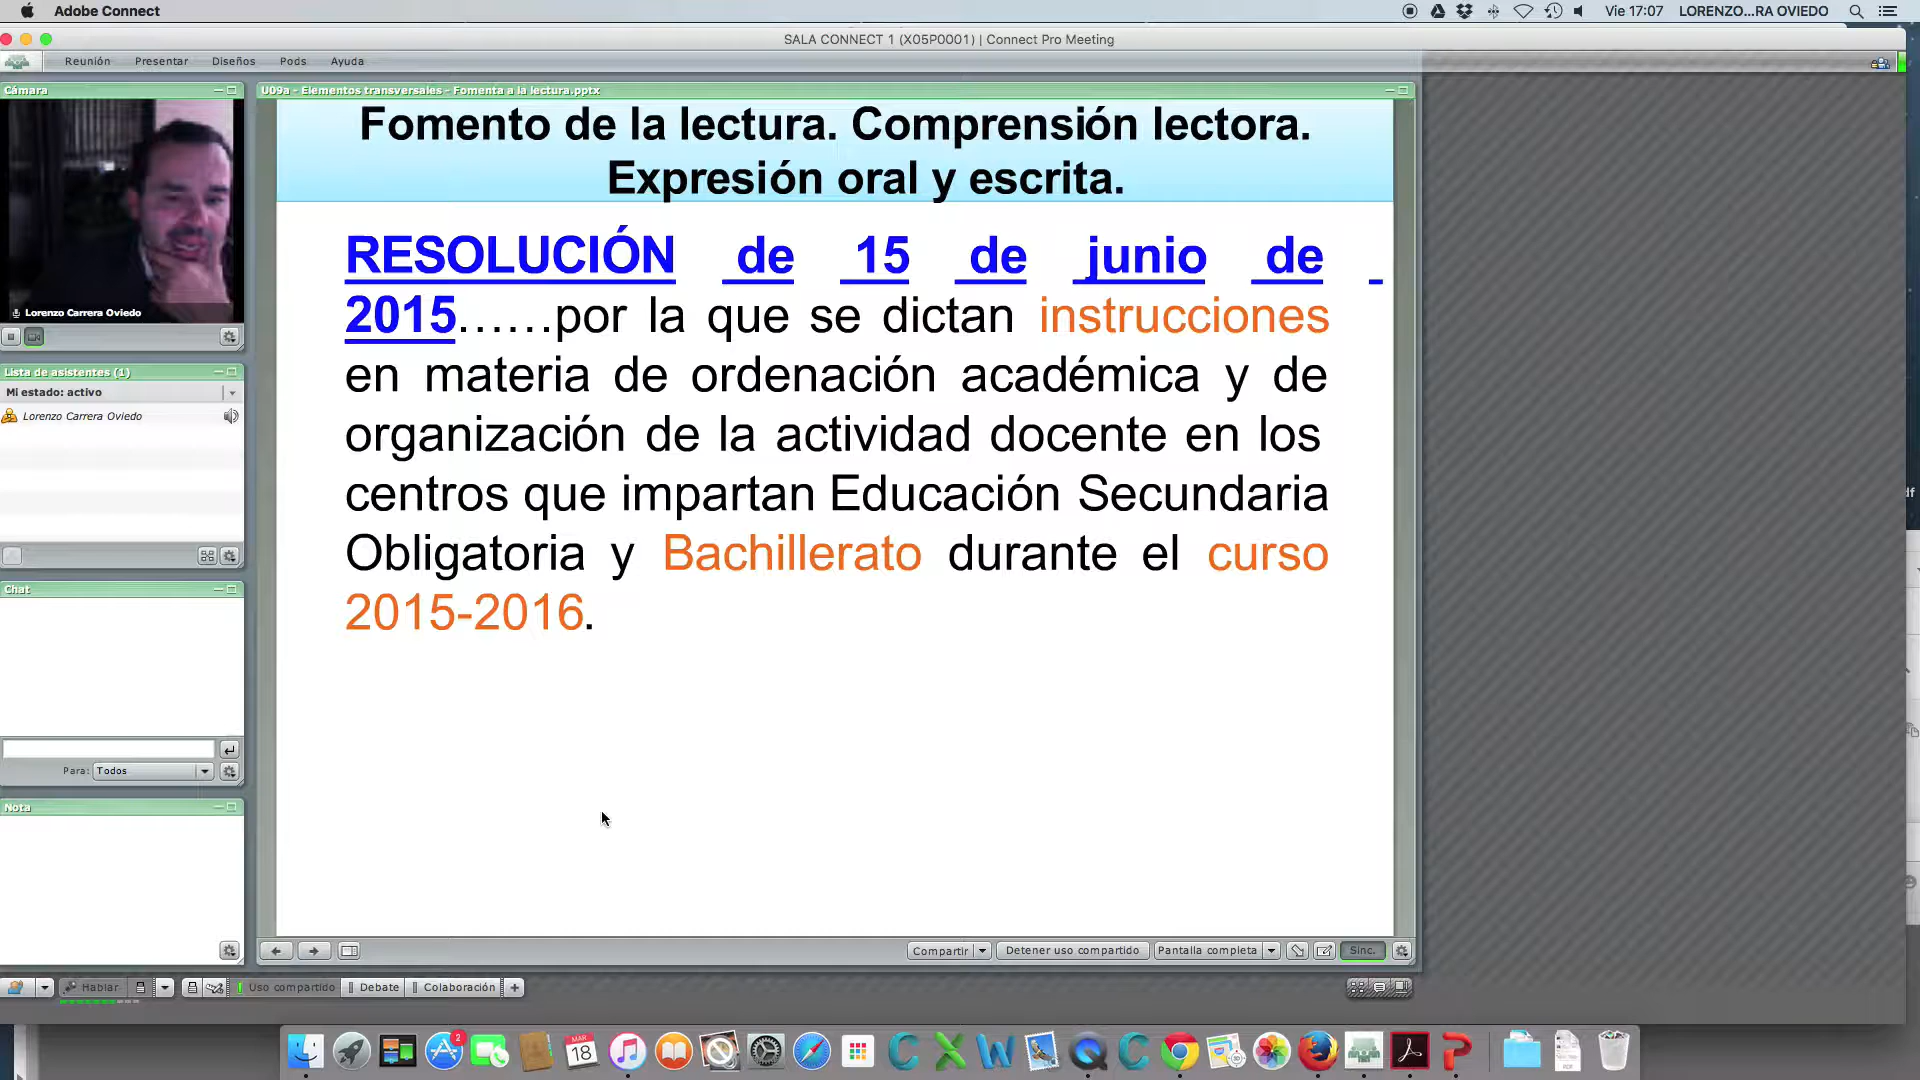 Adobe Connect
Vie 17:07 LORENZO...RA OVIEDO
SALA CONNECT 1 (X05P0001) | Connect Pro Meeting
Reunión Presentar Diseños Pods Ayuda
Cámara
Lorenzo Carrera Oviedo
Lista de asistentes (1)
Mi estado: activo
Lorenzo Carrera Oviedo
Chat
Para: Todos
Nota
U09a - Elementos transversales - Fomenta a la lectura.pptx
Fomento de la lectura. Comprensión lectora.
Expresión oral y escrita.
RESOLUCIÓN de 15 de junio de
2015……por la que se dictan instrucciones
en materia de ordenación académica y de
organización de la actividad docente en los
centros que impartan Educación Secundaria
Obligatoria y Bachillerato durante el curso
2015-2016.
Compartir Detener uso compartido Pantalla completa Sinc.
Hablar Uso compartido Debate Colaboración
df
2
MAR
18